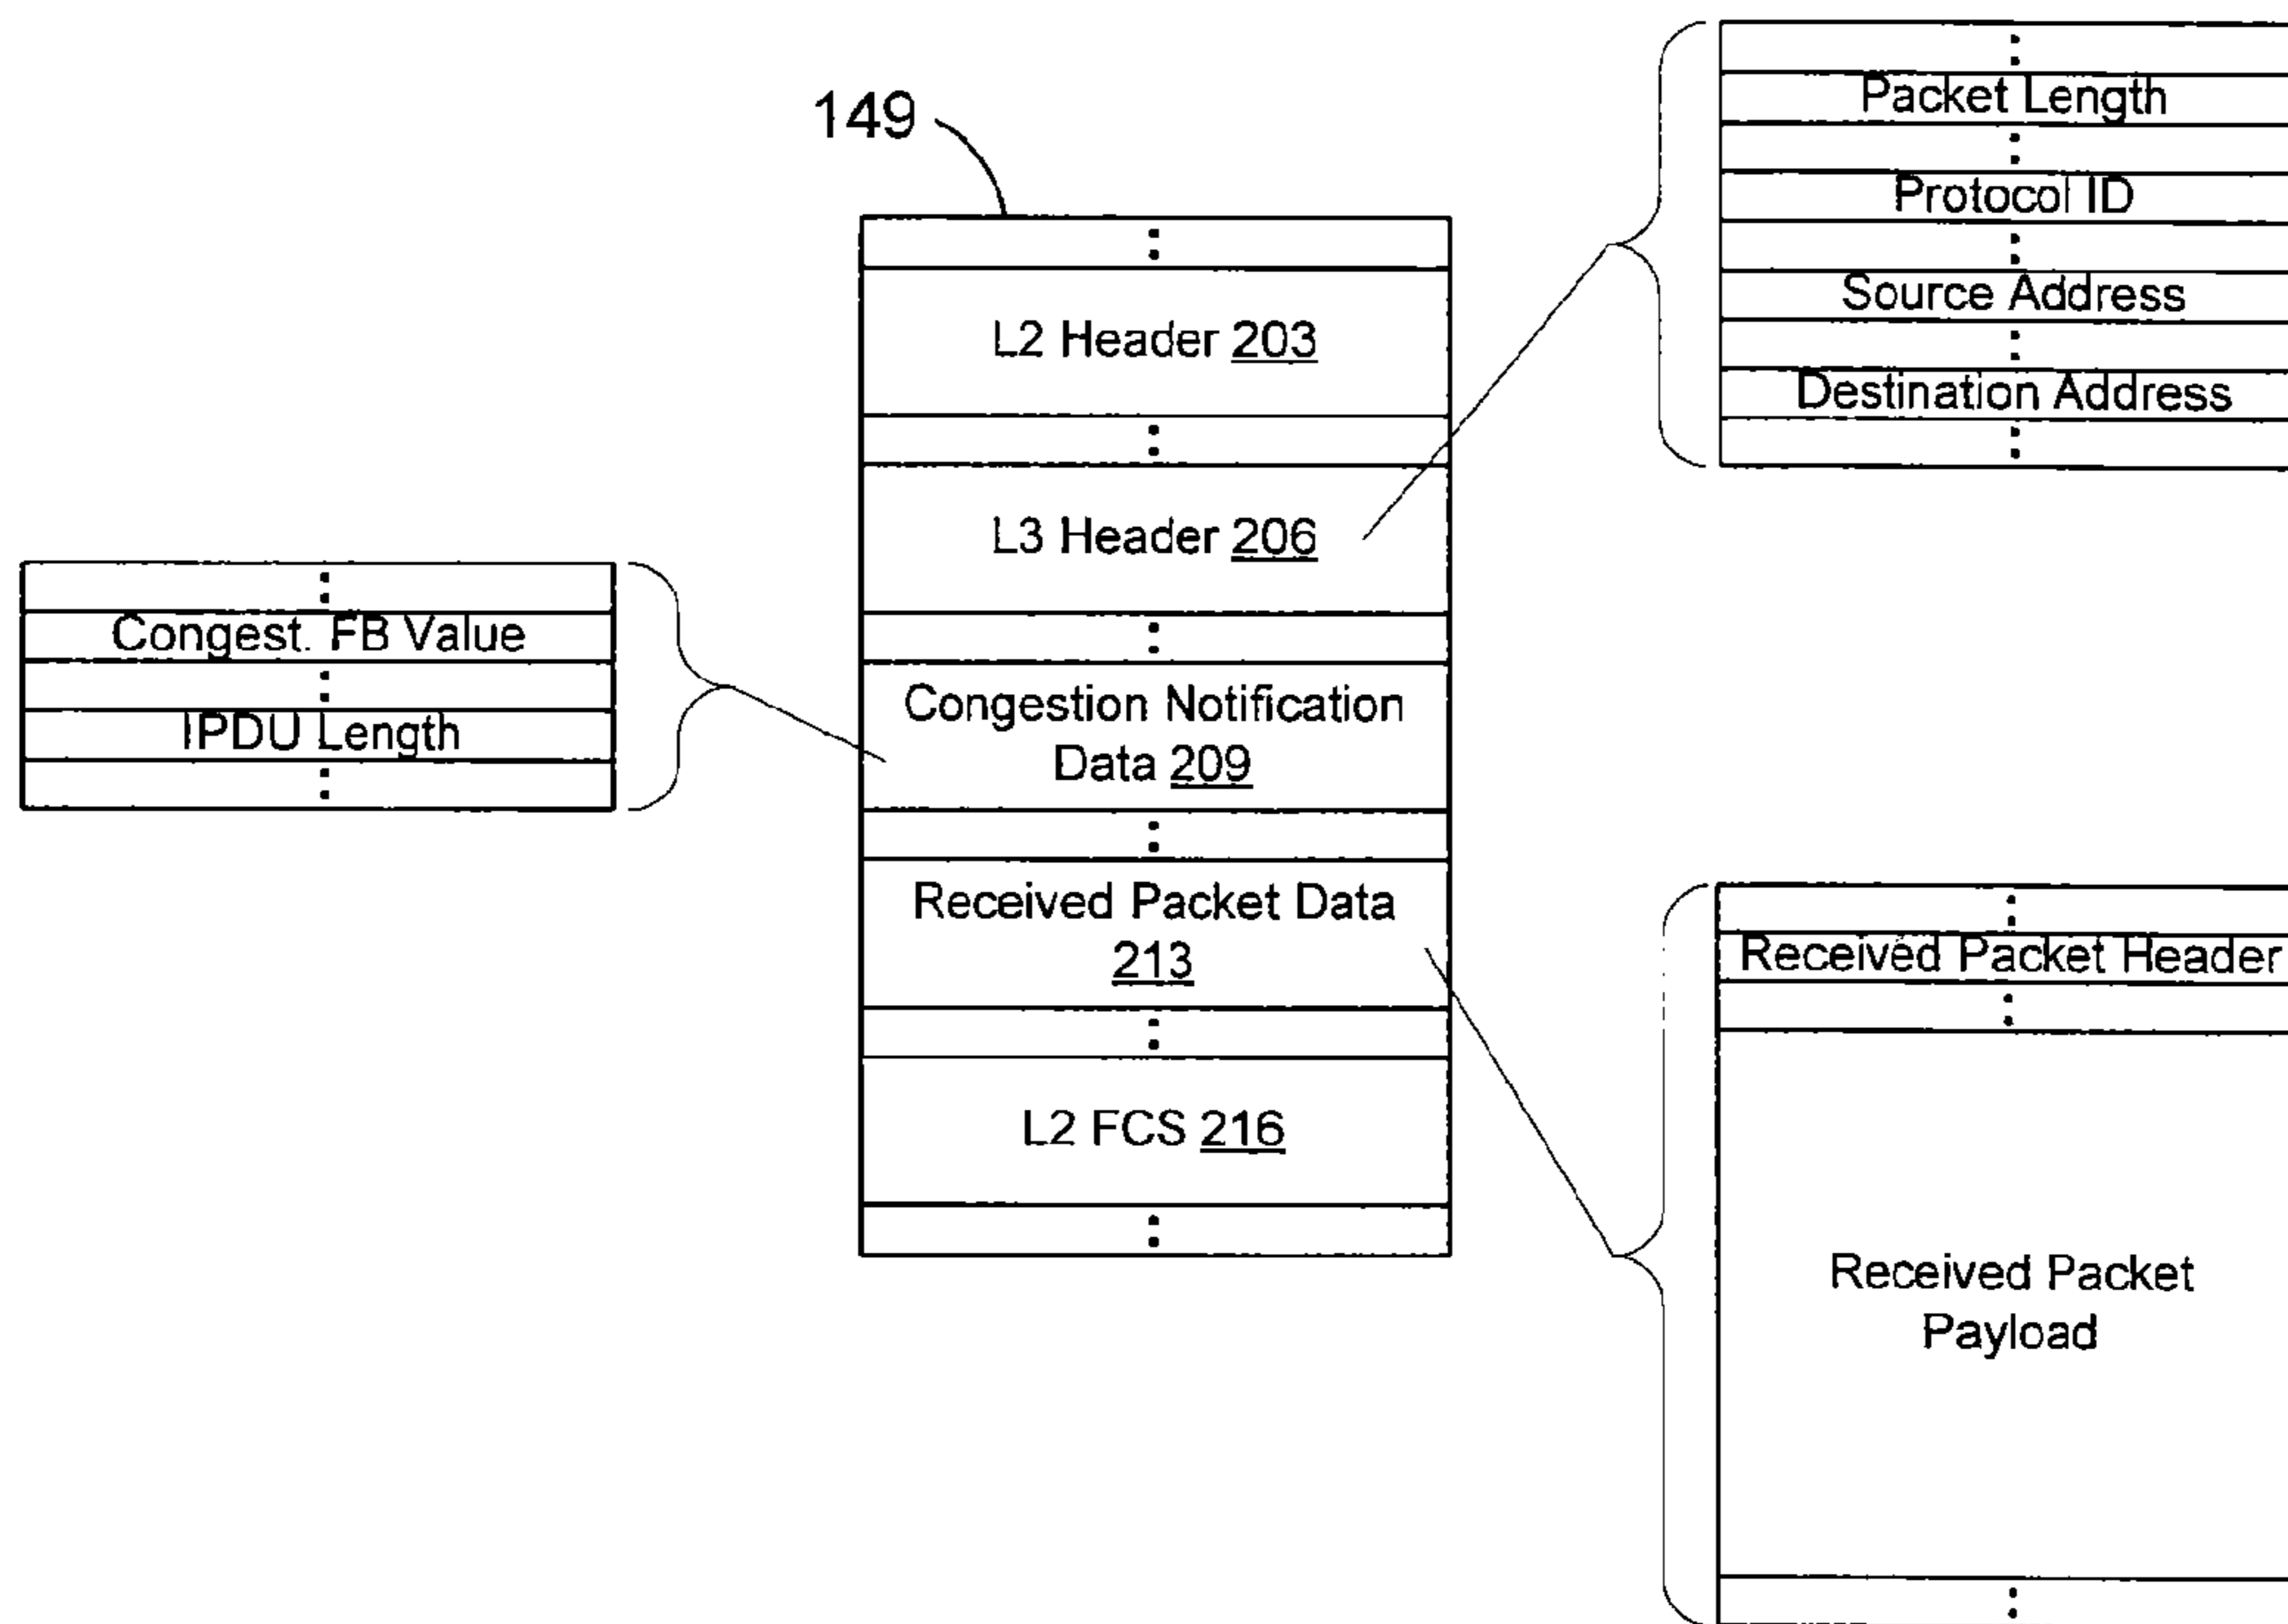 149
L2 Header 203
L3 Header 206
Congestion Notification
Data 209
Received Packet Data
213
L2 FCS 216
Packet Length
Protocol ID
Source Address
Destination Address
Congest. FB Value
IPDU Length
Received Packet Header
Received Packet
Payload